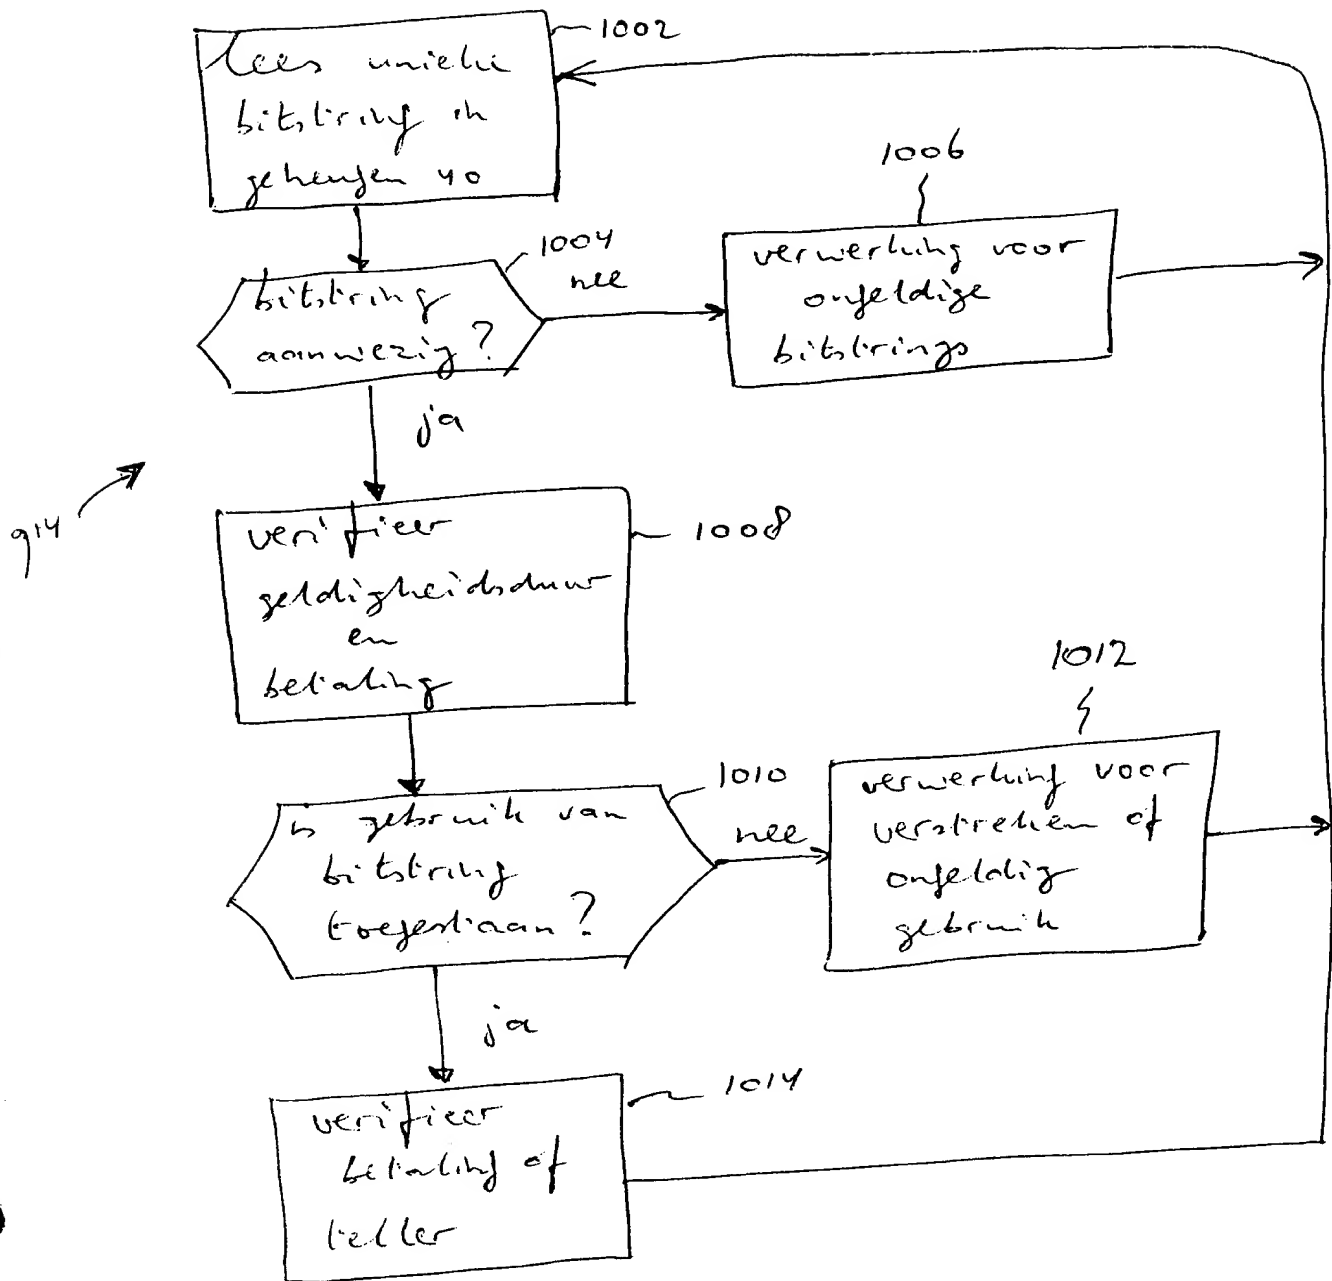 1002
lees unieke
bitstring in
geheugen 40
1004
bitstring
aanwezig?
nee
1006
verwerking voor
ongeldige
bitstrings
ja
914
verifieer
geldigheidsduur
en
betaling
1008
1010
is gebruik van
bitstring
toegestaan?
nee
1012
verwerking voor
verstreken of
ongeldig
gebruik
ja
verifieer
betaling of
teller
1014